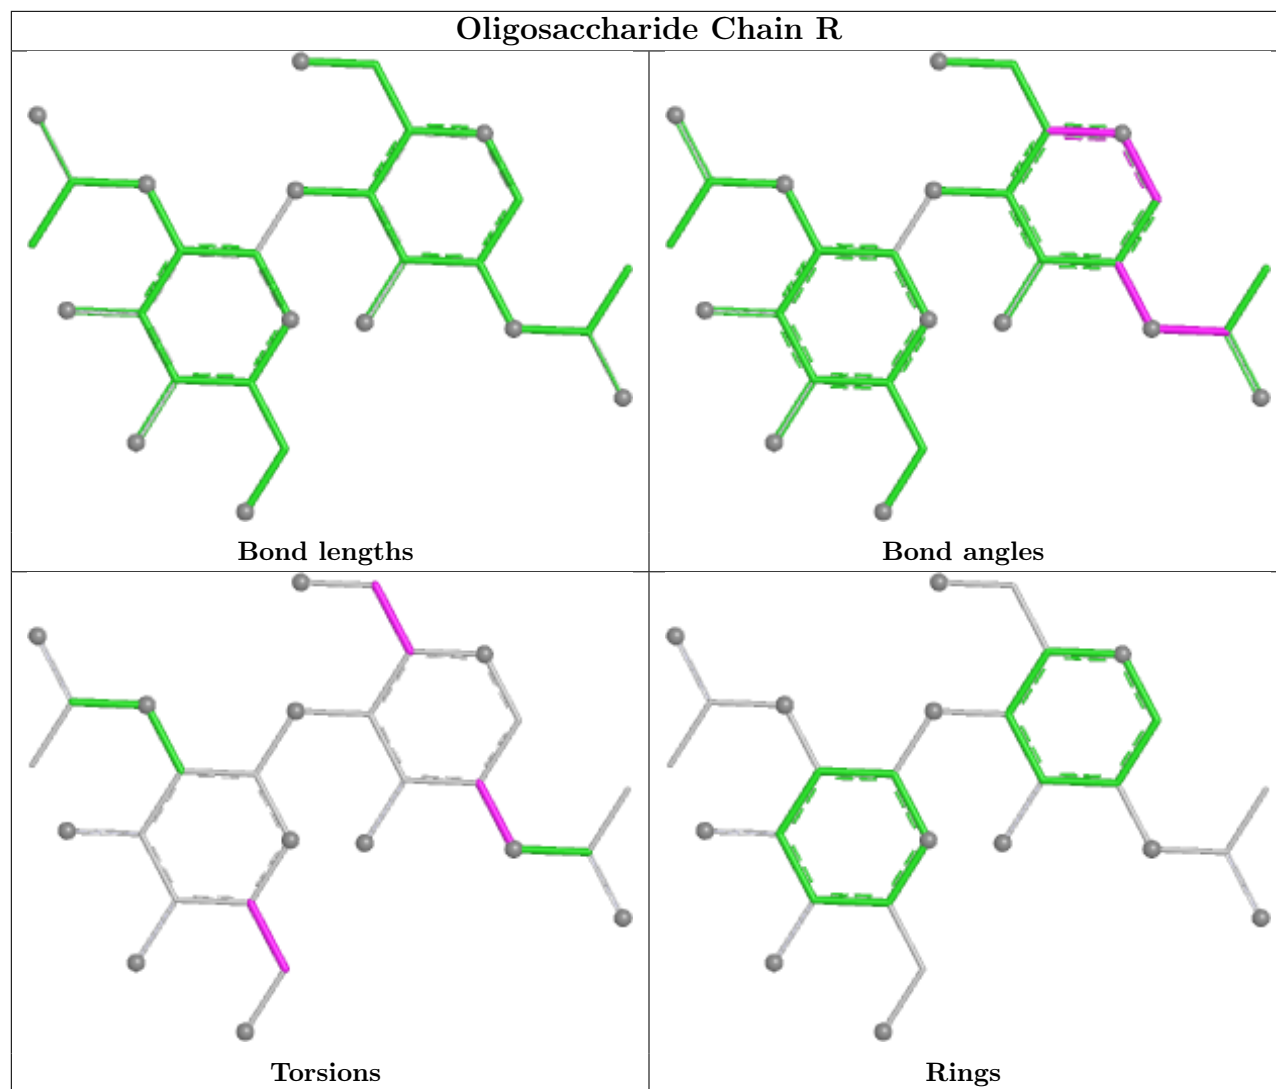 Oligosaccharide Chain R
Bond lengths
Bond angles
Torsions
Rings